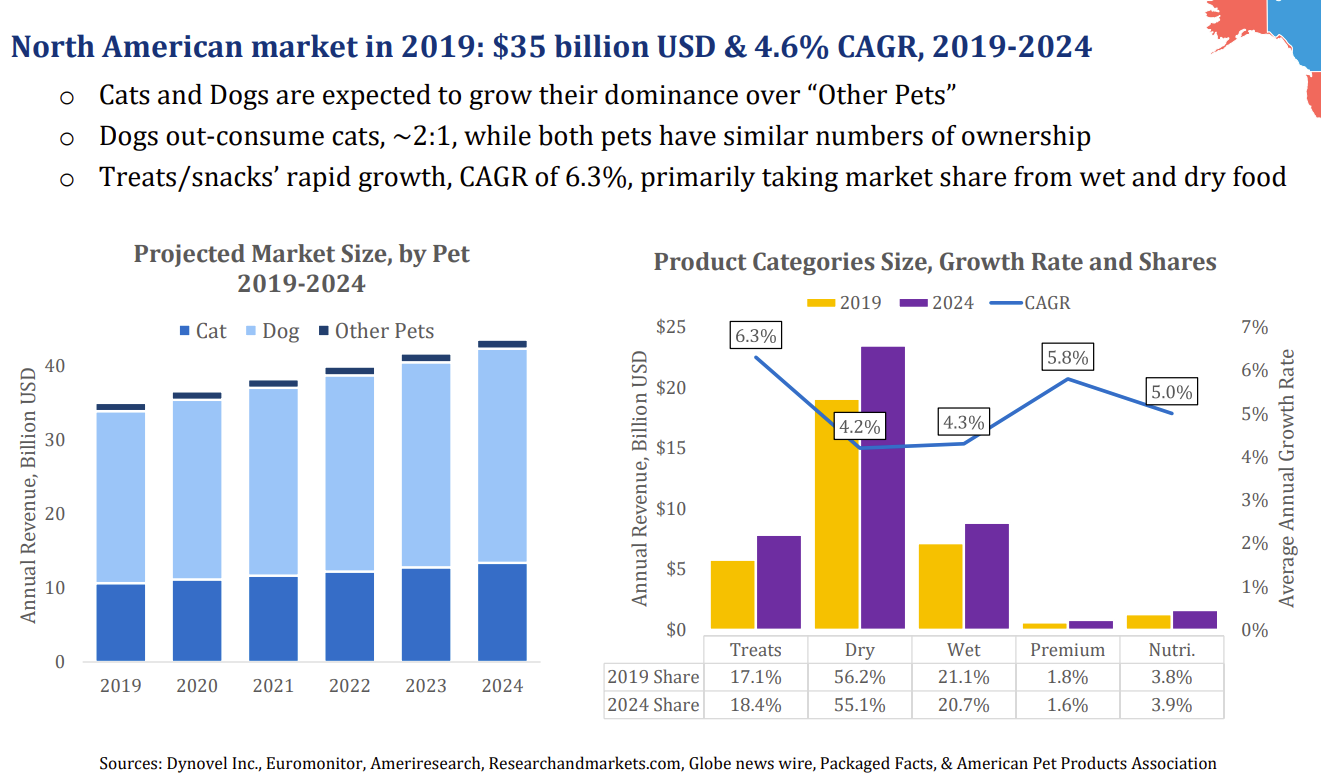 North American market in 2019: $35 billion USD & 4.6% CAGR, 2019-2024
o Cats and Dogs are expected to grow their dominance over “Other Pets”
o Dogs out-consume cats, ~2:1, while both pets have similar numbers of ownership
o Treats/snacks’ rapid growth, CAGR of 6.3%, primarily taking market share from wet and dry food
Projected Market Size, by Pet
2019-2024
Cat Dog Other Pets
Annual Revenue, Billion USD
40
30
20
10
0
2019 2020 2021 2022 2023 2024
Product Categories Size, Growth Rate and Shares
2019 2024 CAGR
Annual Revenue, Billion USD
$25
$20
$15
$10
$5
$0
6.3%
4.2%
4.3%
5.8%
5.0%
7%
6%
5%
4%
3%
2%
1%
0%
Average Annual Growth Rate
Treats Dry Wet Premium Nutri.
2019 Share 17.1% 56.2% 21.1% 1.8% 3.8%
2024 Share 18.4% 55.1% 20.7% 1.6% 3.9%
Sources: Dynovel Inc., Euromonitor, Ameriresearch, Researchandmarkets.com, Globe news wire, Packaged Facts, & American Pet Products Association